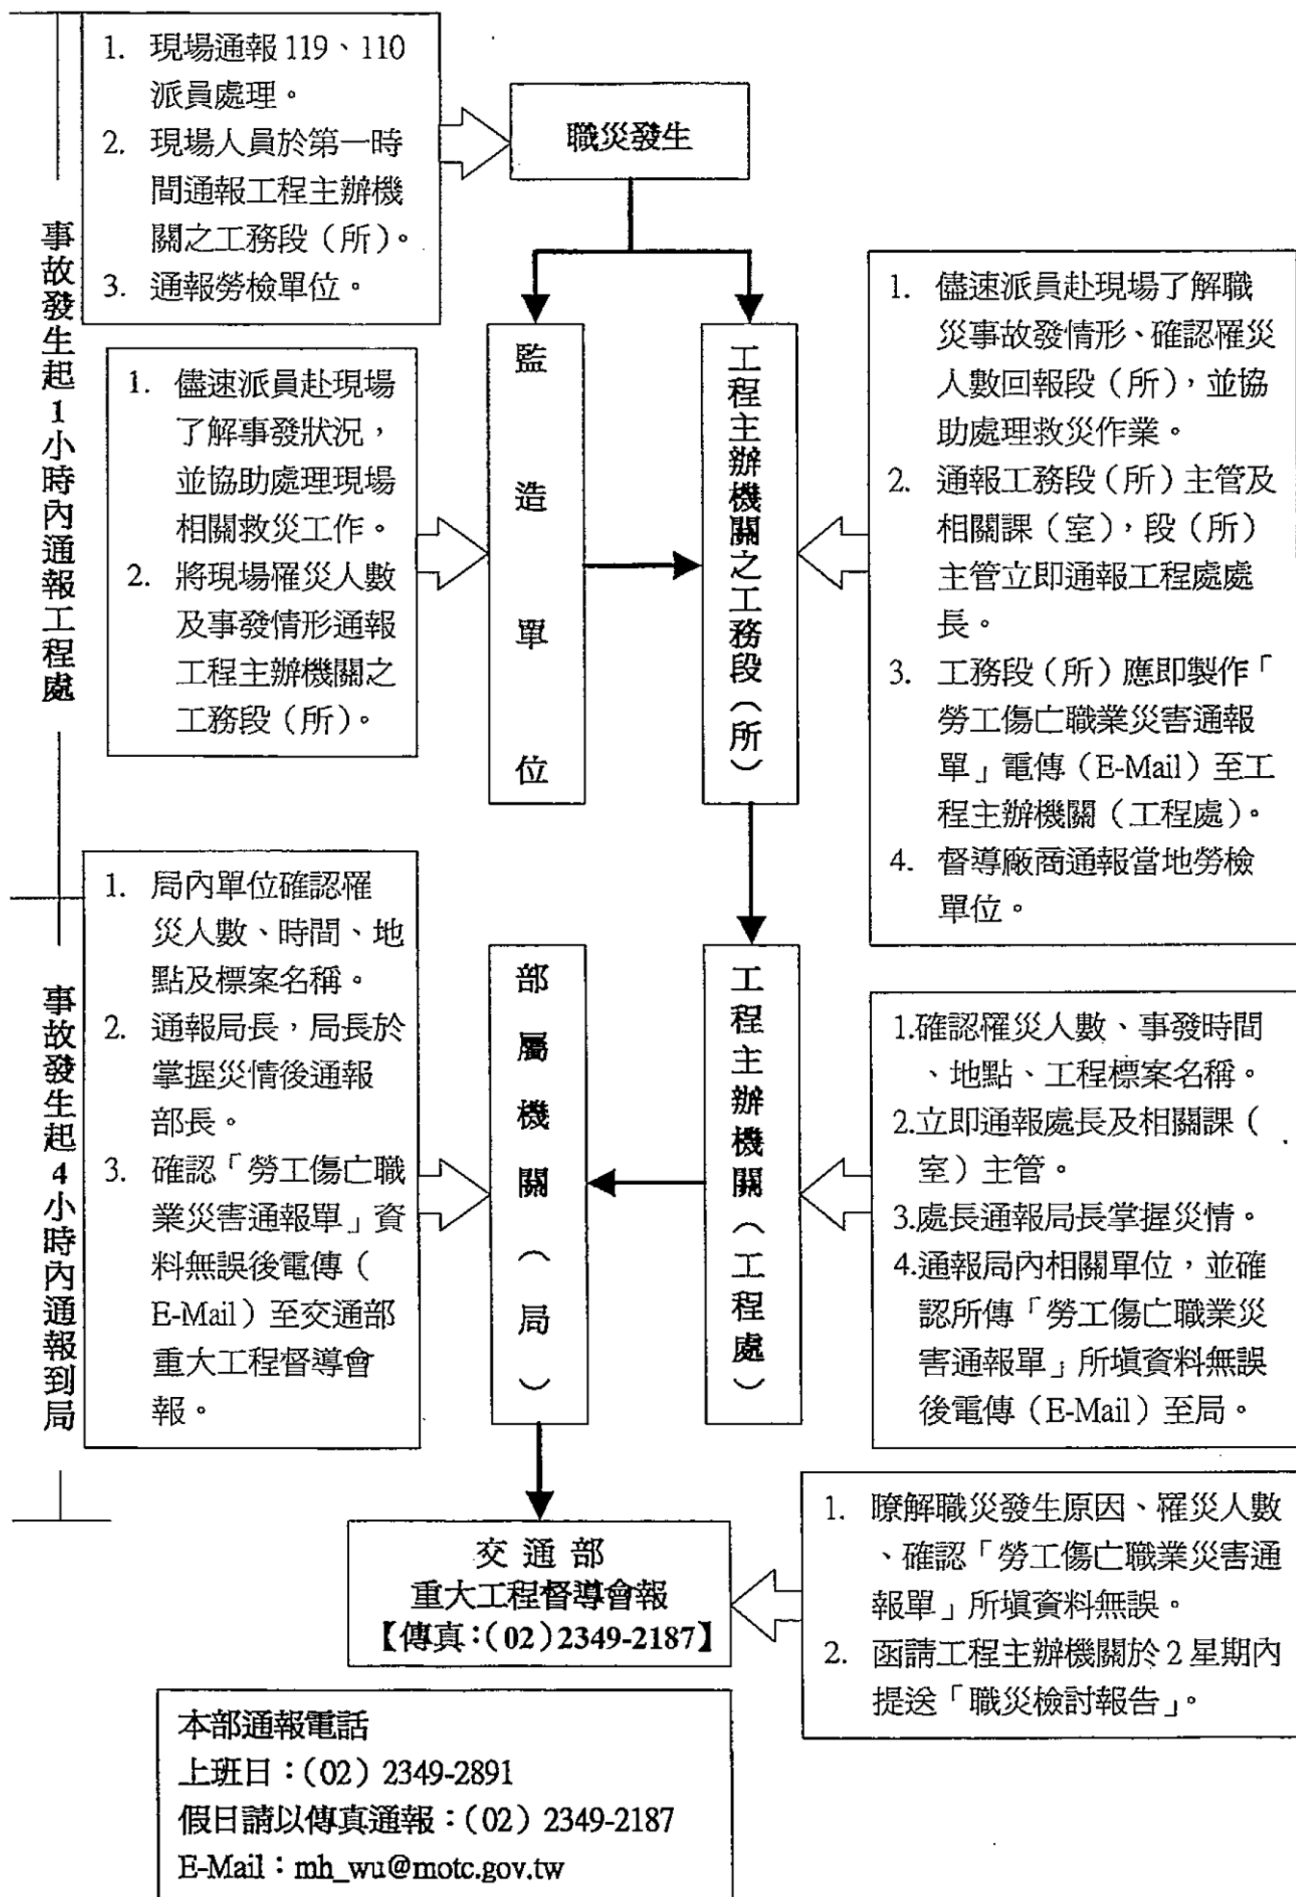 1. 現場通報 119、110
派員處理。
2. 現場人員於第一時
間通報工程主辦機
關之工務段（所）。
3. 通報勞檢單位。
職災發生
事故發生起1小時內通報工程處
監造單位
工程主辦機關之工務段（所）
1. 儘速派員赴現場
了解事發狀況，
並協助處理現場
相關救災工作。
2. 將現場罹災人數
及事發情形通報
工程主辦機關之
工務段（所）。
1. 儘速派員赴現場了解職
災事故發情形、確認罹災
人數回報段（所），並協
助處理救災作業。
2. 通報工務段（所）主管及
相關課（室），段（所）
主管立即通報工程處處
長。
3. 工務段（所）應即製作「
勞工傷亡職業災害通報
單」電傳（E-Mail）至工
程主辦機關（工程處）。
4. 督導廠商通報當地勞檢
單位。
事故發生起4小時內通報到局
1. 局內單位確認罹
災人數、時間、地
點及標案名稱。
2. 通報局長，局長於
掌握災情後通報
部長。
3. 確認「勞工傷亡職
業災害通報單」資
料無誤後電傳（
E-Mail）至交通部
重大工程督導會
報。
部屬機關（局）
工程主辦機關（工程處）
1.確認罹災人數、事發時間
、地點、工程標案名稱。
2.立即通報處長及相關課（
室）主管。
3.處長通報局長掌握災情。
4.通報局內相關單位，並確
認所傳「勞工傷亡職業災
害通報單」所填資料無誤
後電傳（E-Mail）至局。
交通部
重大工程督導會報
【傳真：(02)2349-2187】
1. 瞭解職災發生原因、罹災人數
、確認「勞工傷亡職業災害通
報單」所填資料無誤。
2. 函請工程主辦機關於2星期內
提送「職災檢討報告」。
本部通報電話
上班日：(02) 2349-2891
假日請以傳真通報：(02) 2349-2187
E-Mail：mh_wu@motc.gov.tw